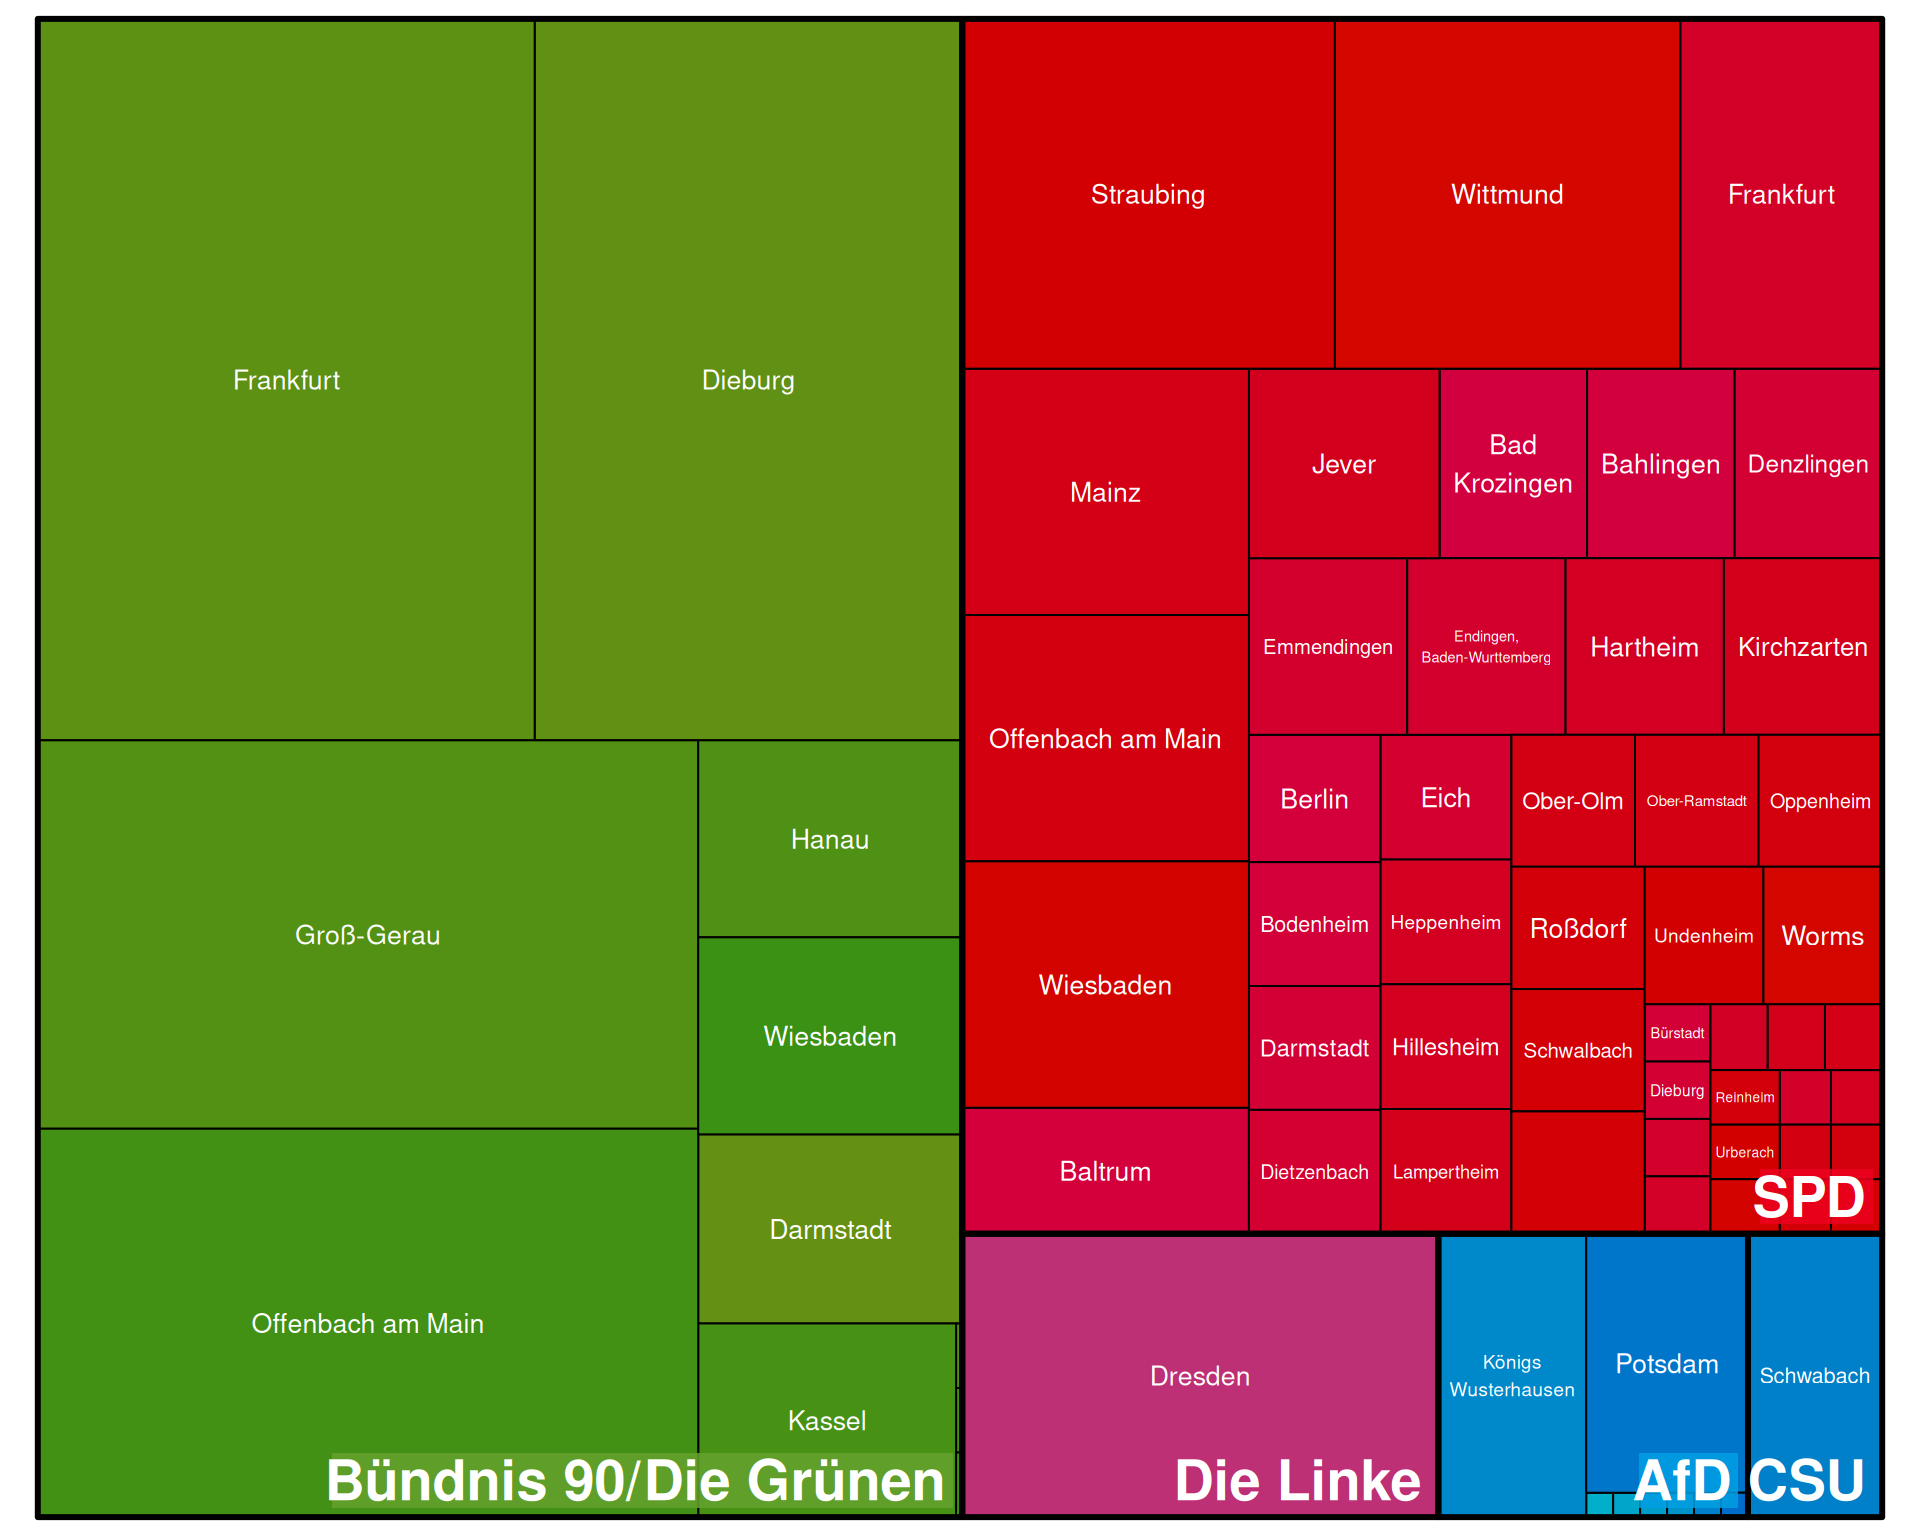 Frankfurt
Dieburg
Groß-Gerau
Hanau
Wiesbaden
Offenbach am Main
Darmstadt
Kassel
Bündnis 90/Die Grünen
Straubing
Wittmund
Frankfurt
Mainz
Jever
Bad
Krozingen
Bahlingen
Denzlingen
Emmendingen
Endingen,
Baden-Wurttemberg
Hartheim
Kirchzarten
Offenbach am Main
Berlin
Eich
Ober-Olm
Ober-Ramstadt
Oppenheim
Wiesbaden
Bodenheim
Heppenheim
Roßdorf
Undenheim
Worms
Darmstadt
Hillesheim
Schwalbach
Bürstadt
Dieburg
Reinheim
Urberach
Baltrum
Dietzenbach
Lampertheim
SPD
Dresden
Die Linke
Königs
Wusterhausen
Potsdam
AfD
Schwabach
CSU